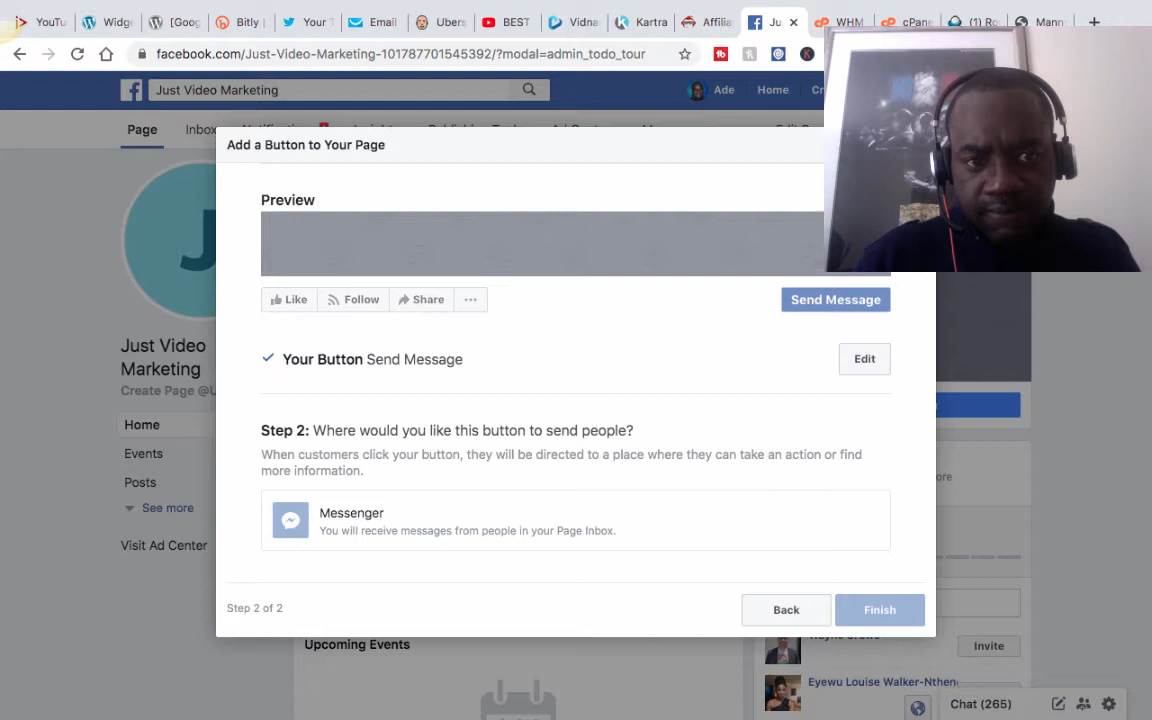 YouTu
Widge
[Goog
Bitly |
Your T
Email
Ubers
BEST
Vidna
Kartra
Affilia
Ju
WHM
cPane
(1) Ro
Mann
facebook.com/Just-Video-Marketing-101787701545392/?modal=admin_todo_tour
Just Video Marketing
Ade
Home
Cr
Page
Inbox
Add a Button to Your Page
Preview
Like
Follow
Share
Send Message
Your Button Send Message
Edit
Just Video
Marketing
Create Page @U
Step 2: Where would you like this button to send people?
When customers click your button, they will be directed to a place where they can take an action or find
more information.
Home
Events
Posts
See more
Visit Ad Center
Messenger
You will receive messages from people in your Page Inbox.
Step 2 of 2
Back
Finish
Upcoming Events
Invite
Eyewu Louise Walker-Nthen
Chat (265)